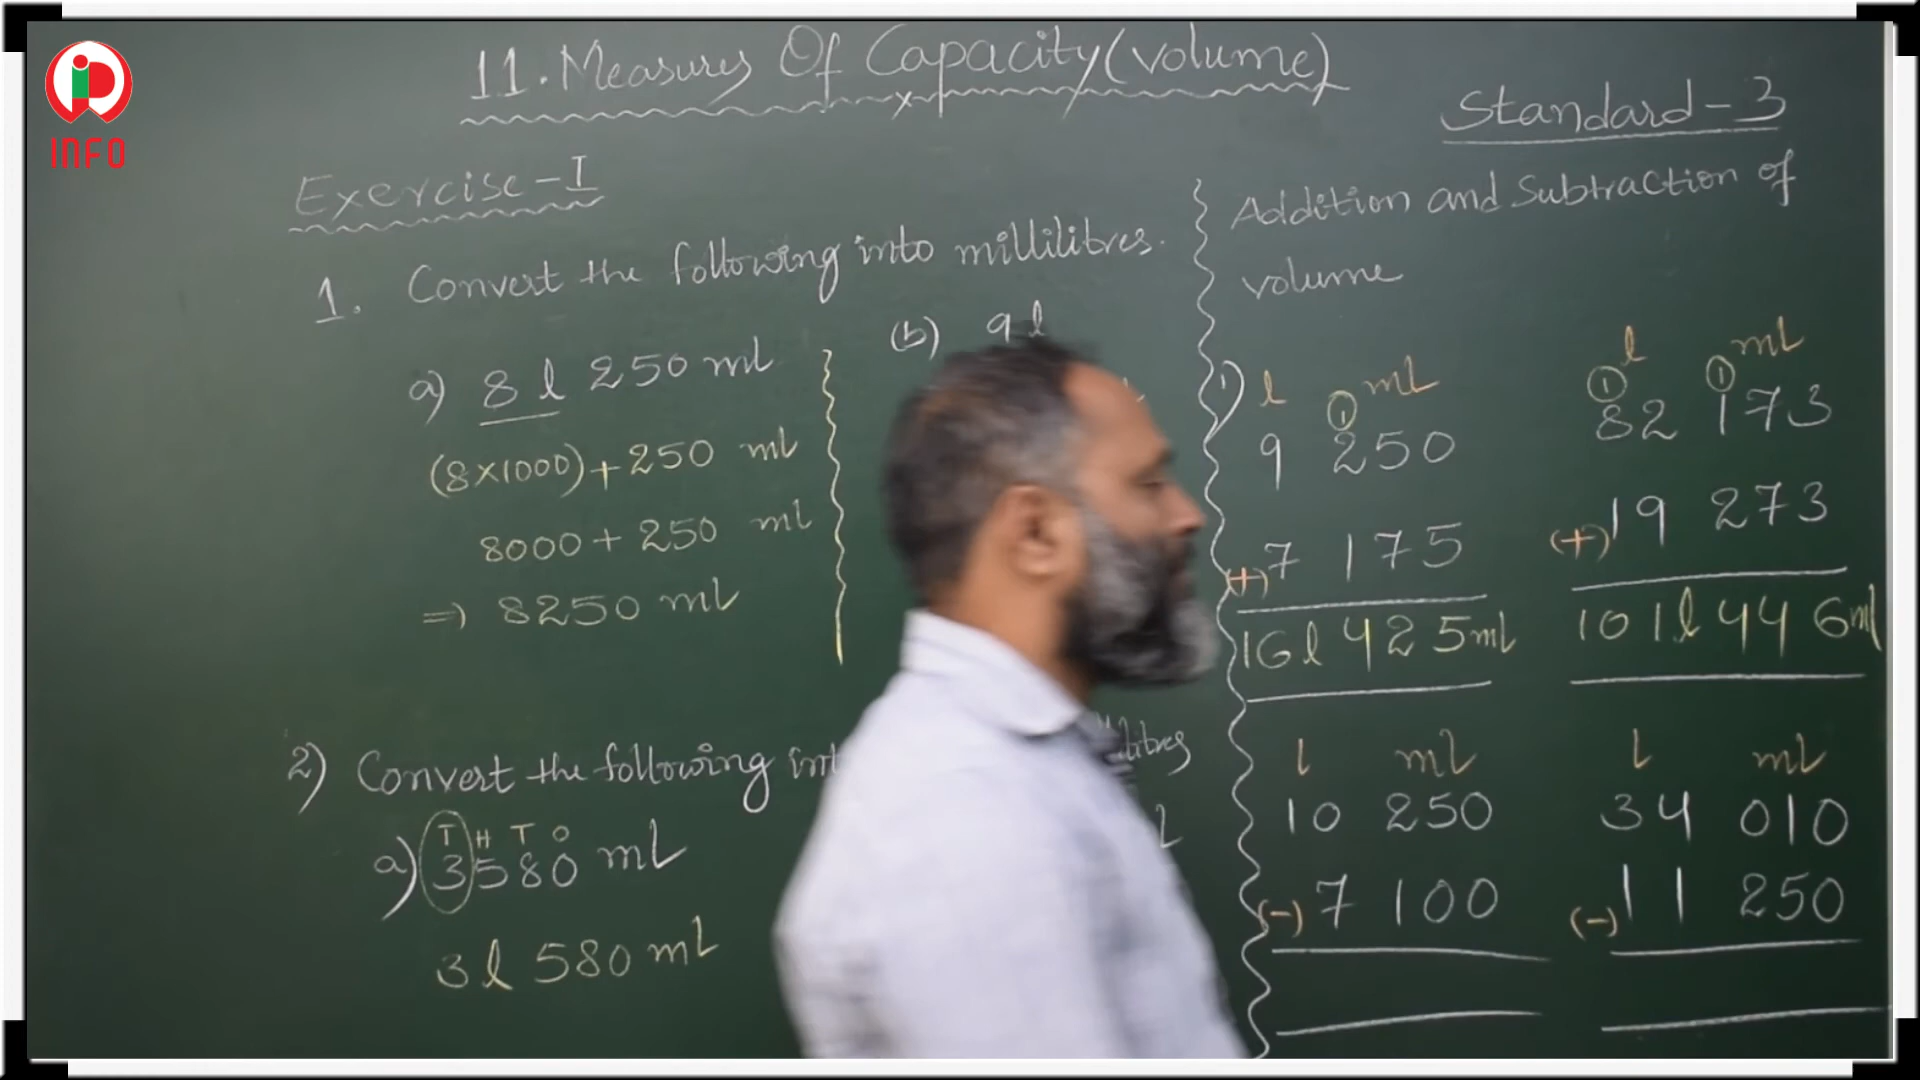 INFO
11. Measures Of Capacity (volume)
Standard-3
Exercise-I
1. Convert the following into millilitres.
a) 8 l 250 ml
(8×1000)+250 ml
8000+250 ml
=) 8250 ml
(b) 9 l
2) Convert the following
T H T O
a) 3580 ml
3 l 580 ml
Addition and Subtraction of
volume
1) l ml
1
9 250
(+) 7 175
16 l 425 ml
l ml
1 1
82 173
(+) 19 273
101 l 446 ml
l ml
10 250
(-) 7 100
l ml
34 010
(-) 11 250